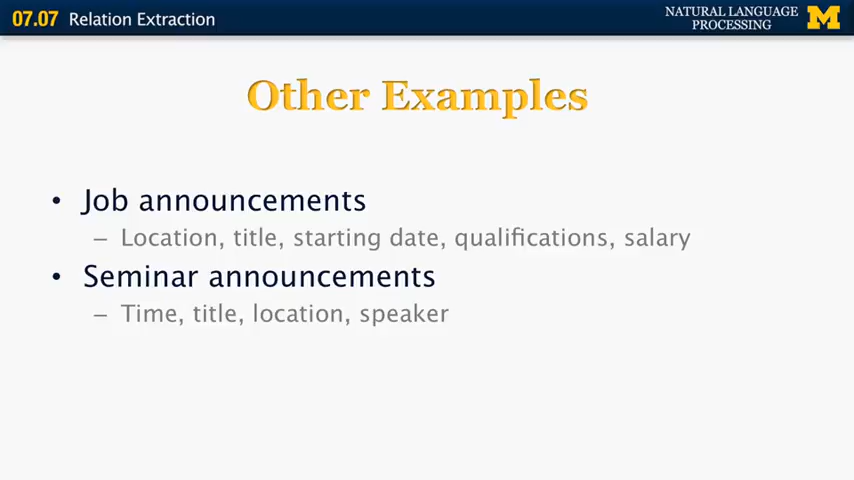 07.07 Relation Extraction
NATURAL LANGUAGE
PROCESSING
M
Other Examples
• Job announcements
– Location, title, starting date, qualifications, salary
• Seminar announcements
– Time, title, location, speaker